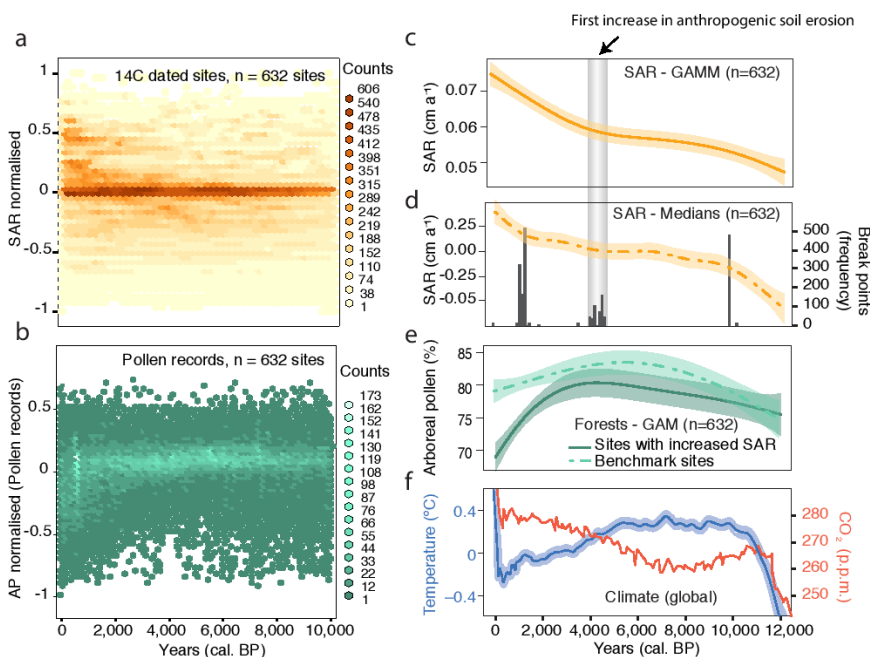 First increase in anthropogenic soil erosion
a
14C dated sites, n = 632 sites
SAR normalised
1
0.5
0
-0.5
-1
Counts
606
540
478
435
412
398
351
315
289
242
219
188
152
110
74
38
1
b
Pollen records, n = 632 sites
AP normalised (Pollen records)
0.5
0
-0.5
-1
0 2000 4000 6000 8000 10,000
Years (cal. BP)
Counts
173
162
152
141
130
119
108
98
87
76
66
55
44
33
22
12
1
c
SAR - GAMM (n=632)
SAR (cm a⁻¹)
0.07
0.06
0.05
d
SAR - Medians (n=632)
SAR (cm a⁻¹)
0.25
0.00
-0.25
-0.05
500
400
300
200
100
0
Break points
(frequency)
e
Arboreal pollen (%)
85
80
75
70
Forests - GAM (n=632)
Sites with increased SAR
Benchmark sites
f
Temperature (°C)
0.4
0
−0.4
Climate (global)
280
270
260
250
CO₂ (b.p.m.)
0 2,000 4,000 6,000 8,000 10,000 12,000
Years (cal. BP)